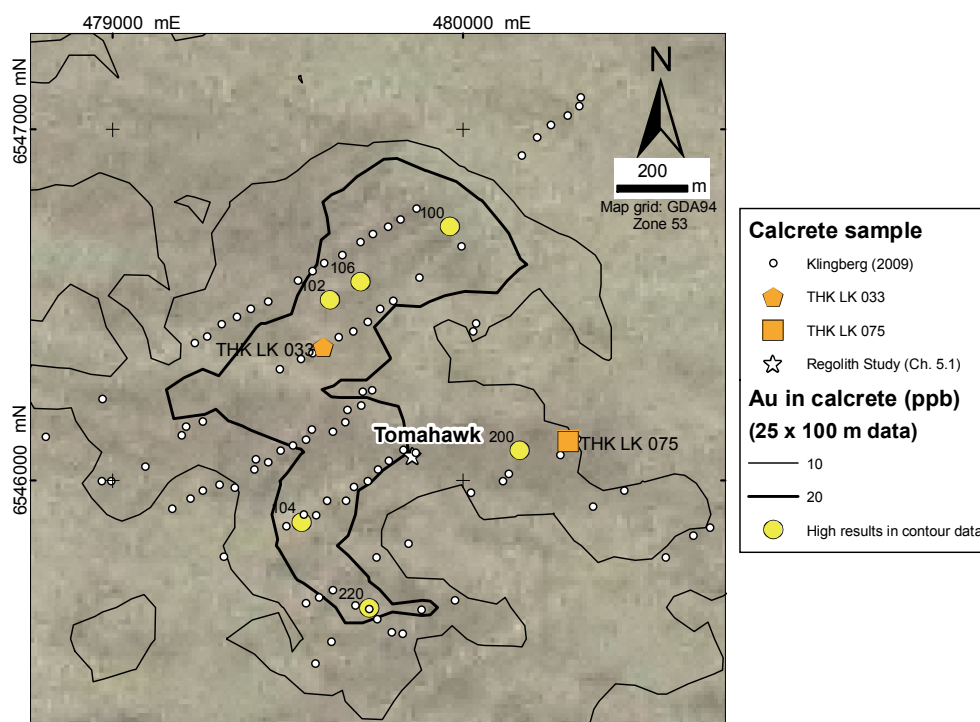 479000 mE
480000 mE
6547000 mN
6546000 mN
N
200
m
Map grid: GDA94
Zone 53
100
106
102
THK LK 033
Tomahawk
200
THK LK 075
104
220
Calcrete sample
Klingberg (2009)
THK LK 033
THK LK 075
Regolith Study (Ch. 5.1)
Au in calcrete (ppb)
(25 x 100 m data)
10
20
High results in contour data